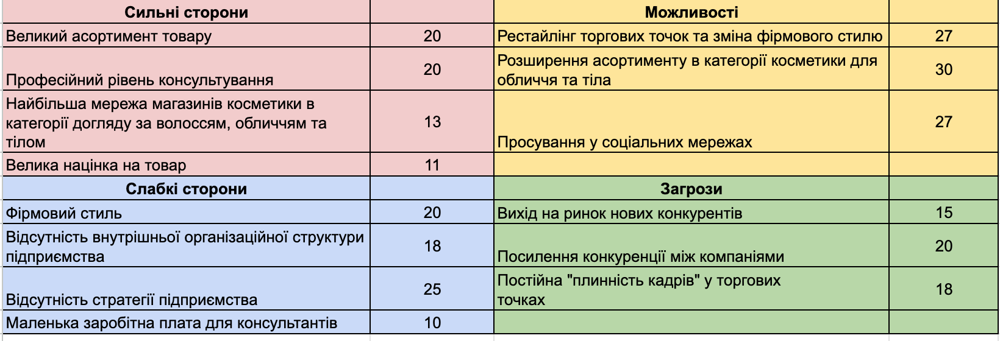 Сильні сторони
Можливості
Великий асортимент товару
20
Рестайлінг торгових точок та зміна фірмового стилю
27
Професійний рівень консультування
20
Розширення асортименту в категорії косметики для
обличчя та тіла
30
Найбільша мережа магазинів косметики в
категорії догляду за волоссям, обличчям та
тілом
13
Просування у соціальних мережах
27
Велика націнка на товар
11
Слабкі сторони
Загрози
Фірмовий стиль
20
Вихід на ринок нових конкурентів
15
Відсутність внутрішньої організаційної структури
підприємства
18
Посилення конкуренції між компаніями
20
Відсутність стратегії підприємства
25
Постійна "плинність кадрів" у торгових
точках
18
Маленька заробітна плата для консультантів
10